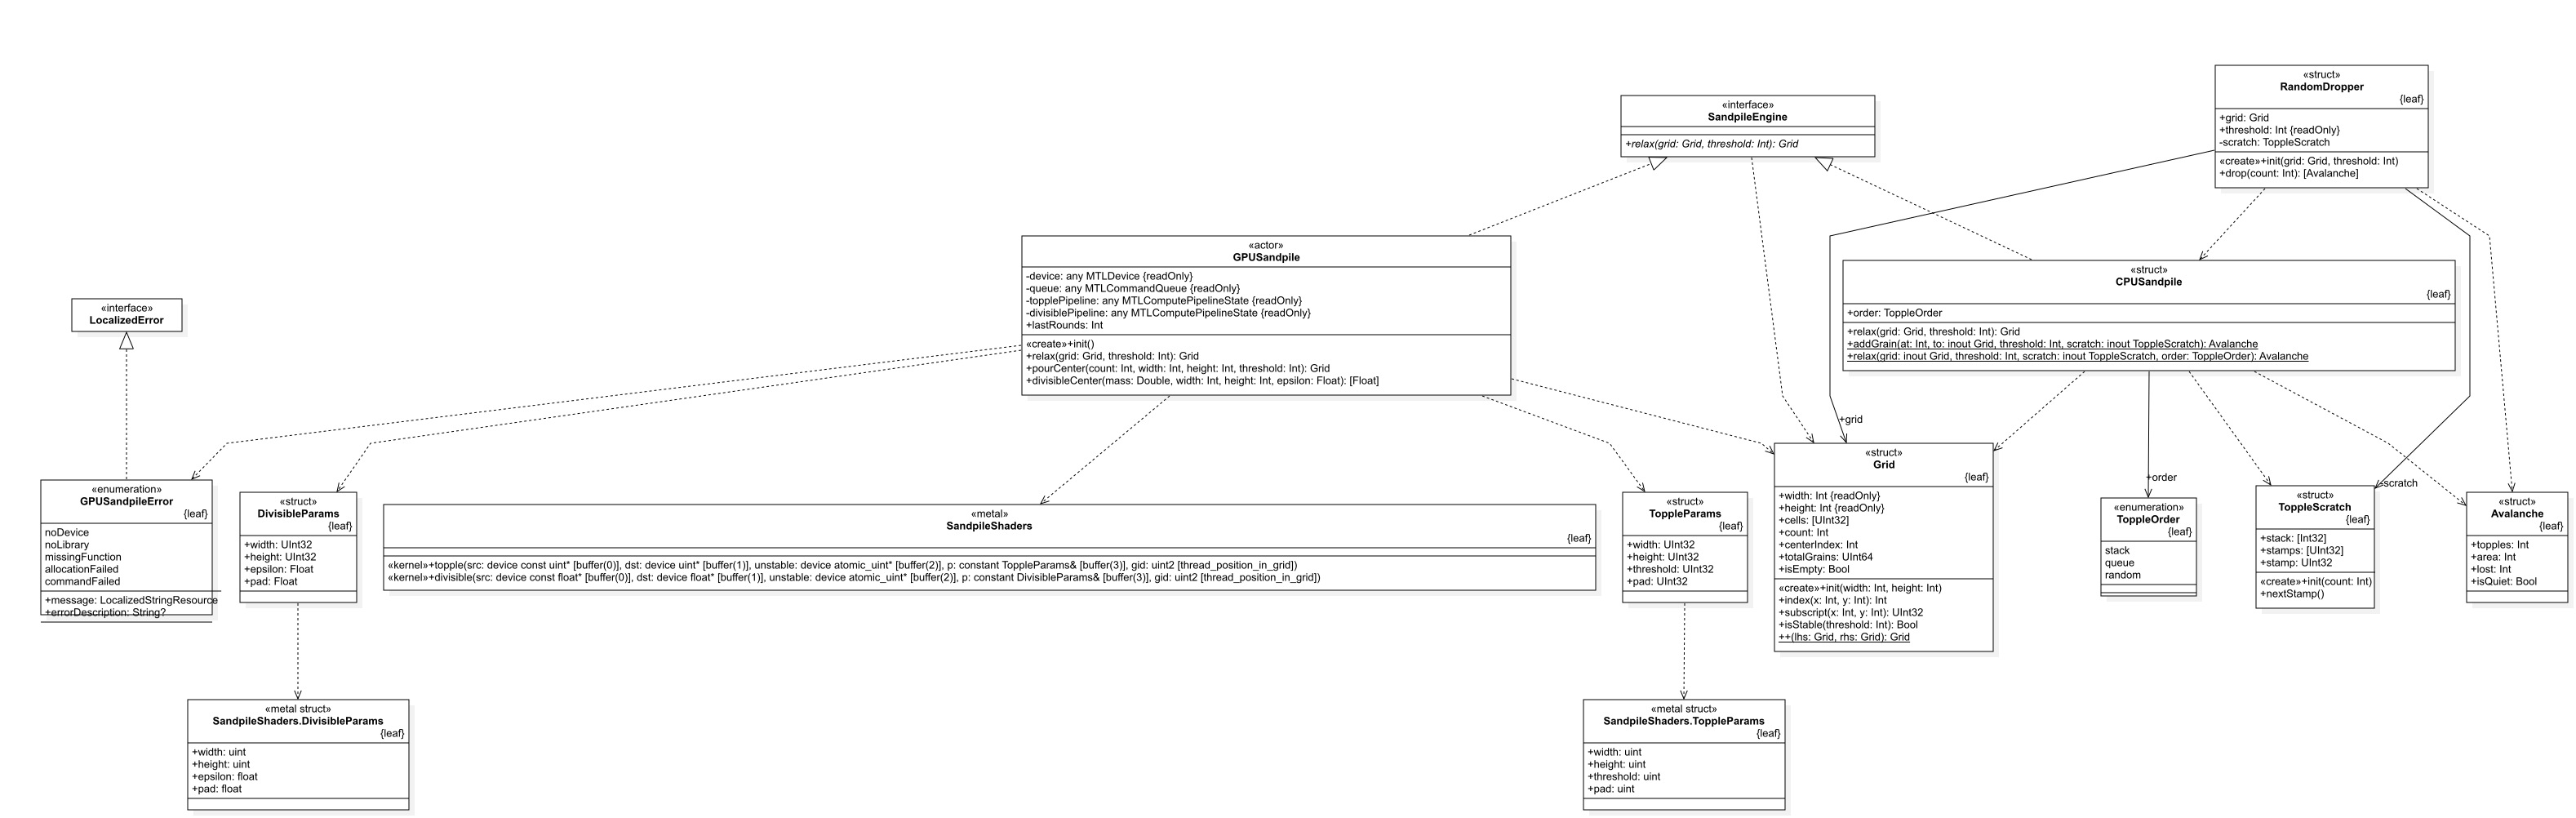 «struct»
RandomDropper
{leaf}
+grid: Grid
+threshold: Int {readOnly}
-scratch: ToppleScratch
«create»+init(grid: Grid, threshold: Int)
+drop(count: Int): [Avalanche]
«interface»
SandpileEngine
+relax(grid: Grid, threshold: Int): Grid
«actor»
GPUSandpile
-device: any MTLDevice {readOnly}
-queue: any MTLCommandQueue {readOnly}
-topplePipeline: any MTLComputePipelineState {readOnly}
-divisiblePipeline: any MTLComputePipelineState {readOnly}
+lastRounds: Int
«create»+init()
+relax(grid: Grid, threshold: Int): Grid
+pourCenter(count: Int, width: Int, height: Int, threshold: Int): Grid
+divisibleCenter(mass: Double, width: Int, height: Int, epsilon: Float): [Float]
«struct»
CPUSandpile
{leaf}
+order: ToppleOrder
+relax(grid: Grid, threshold: Int): Grid
+addGrain(at: Int, to: inout Grid, threshold: Int, scratch: inout ToppleScratch): Avalanche
+relax(grid: inout Grid, threshold: Int, scratch: inout ToppleScratch, order: ToppleOrder): Avalanche
«interface»
LocalizedError
+grid
+order
-scratch
«enumeration»
GPUSandpileError
{leaf}
noDevice
noLibrary
missingFunction
allocationFailed
commandFailed
+message: LocalizedStringResource
+errorDescription: String?
«struct»
DivisibleParams
{leaf}
+width: UInt32
+height: UInt32
+epsilon: Float
+pad: Float
«metal»
SandpileShaders
{leaf}
«kernel»+topple(src: device const uint* [buffer(0)], dst: device uint* [buffer(1)], unstable: device atomic_uint* [buffer(2)], p: constant ToppleParams& [buffer(3)], gid: uint2 [thread_position_in_grid])
«kernel»+divisible(src: device const float* [buffer(0)], dst: device float* [buffer(1)], unstable: device atomic_uint* [buffer(2)], p: constant DivisibleParams& [buffer(3)], gid: uint2 [thread_position_in_grid])
«struct»
ToppleParams
{leaf}
+width: UInt32
+height: UInt32
+threshold: UInt32
+pad: UInt32
«struct»
Grid
{leaf}
+width: Int {readOnly}
+height: Int {readOnly}
+cells: [UInt32]
+count: Int
+centerIndex: Int
+totalGrains: UInt64
+isEmpty: Bool
«create»+init(width: Int, height: Int)
+index(x: Int, y: Int): Int
+subscript(x: Int, y: Int): UInt32
+isStable(threshold: Int): Bool
++(lhs: Grid, rhs: Grid): Grid
«enumeration»
ToppleOrder
{leaf}
stack
queue
random
«struct»
ToppleScratch
{leaf}
+stack: [Int32]
+stamps: [UInt32]
+stamp: UInt32
«create»+init(count: Int)
+nextStamp()
«struct»
Avalanche
{leaf}
+topples: Int
+area: Int
+lost: Int
+isQuiet: Bool
«metal struct»
SandpileShaders.DivisibleParams
{leaf}
+width: uint
+height: uint
+epsilon: float
+pad: float
«metal struct»
SandpileShaders.ToppleParams
{leaf}
+width: uint
+height: uint
+threshold: uint
+pad: uint